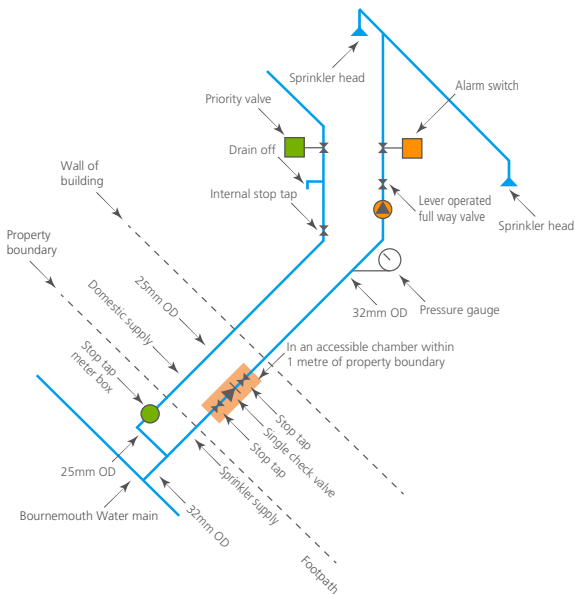 Sprinkler head
Alarm switch
Priority valve
Drain off
Wall of
building
Internal stop tap
Lever operated
full way valve
Sprinkler head
Property
boundary
25mm OD
Domestic supply
32mm OD
Pressure gauge
Stop tap
meter box
In an accessible chamber within
1 metre of property boundary
Stop tap
Single check valve
Stop tap
25mm OD
Sprinkler supply
Bournemouth Water main
32mm OD
Footpath